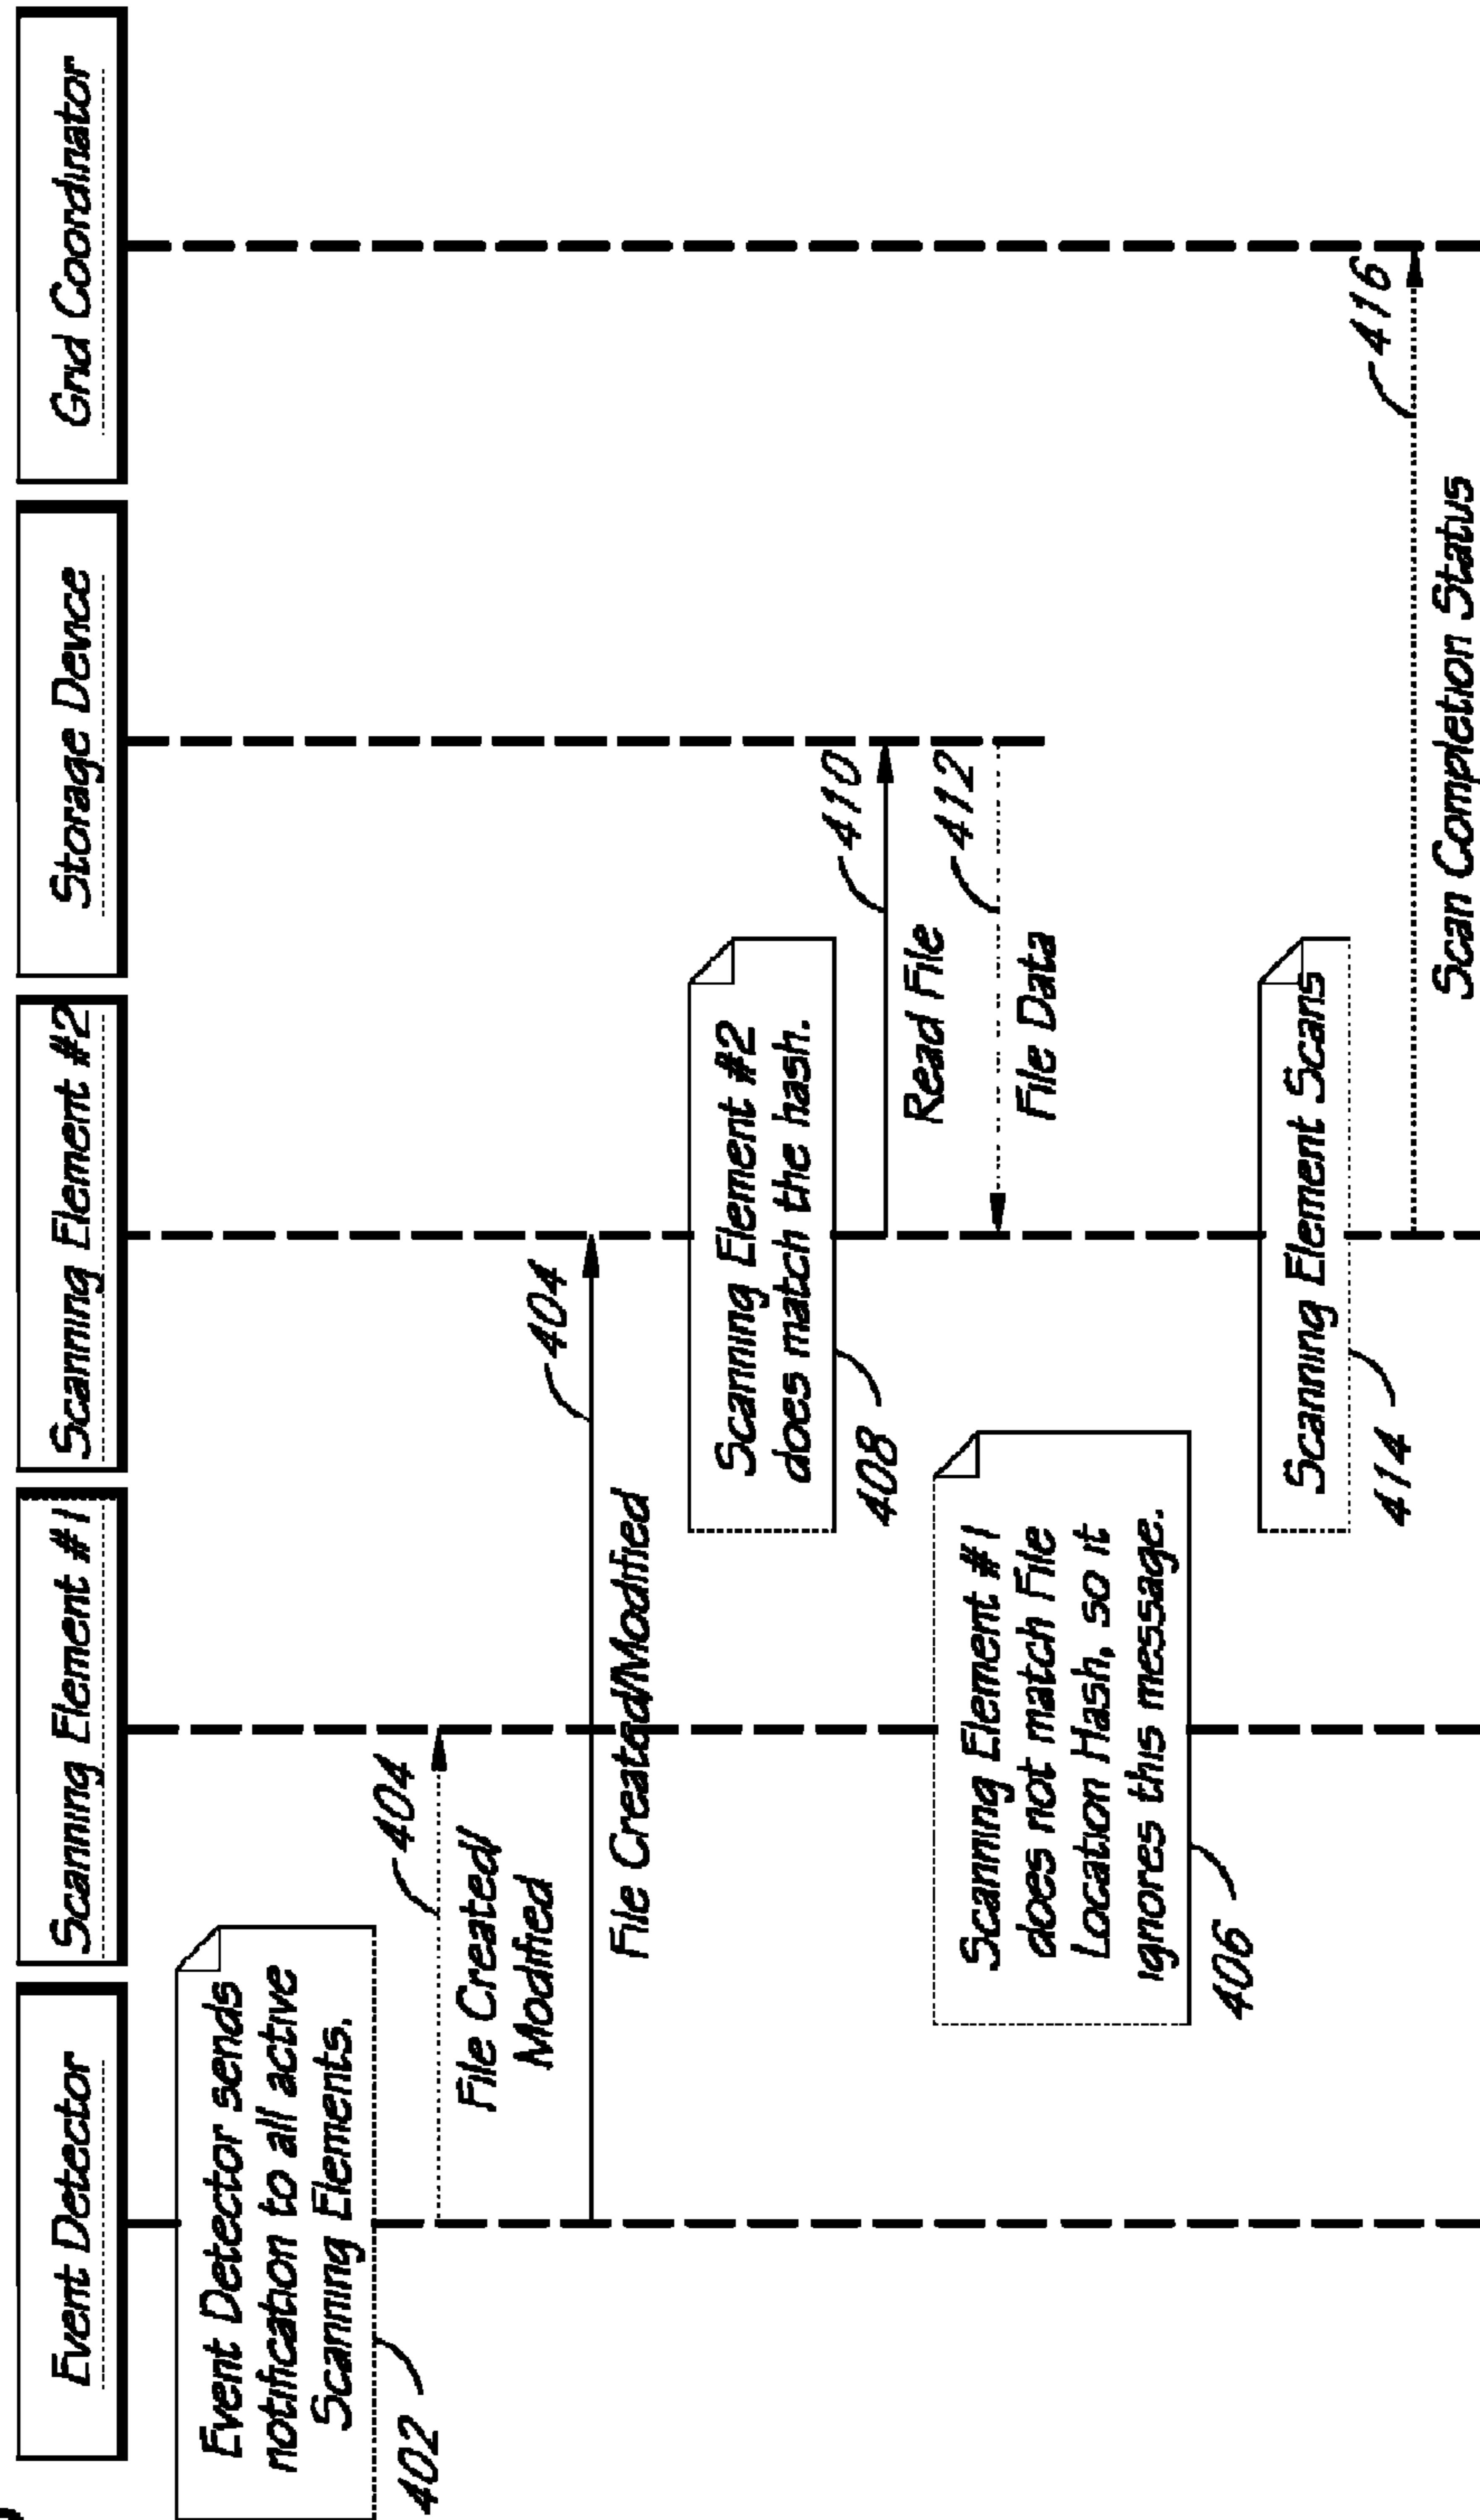 Event Detector
Scanning Element #1
Scanning Element #2
Storage Device
Grid Coordinator
Event Detector sends
notification to all active
Scanning Elements.
402
404
File Created/
Modified
404
File Created/Modified
Scanning Element #2
does match the hash.
408
410
Read File
412
File Data
Scanning Element #1
does not match File
Location Hash, so it
ignores this message.
406
Scanning Element Scans
414
416
Scan Completion Status